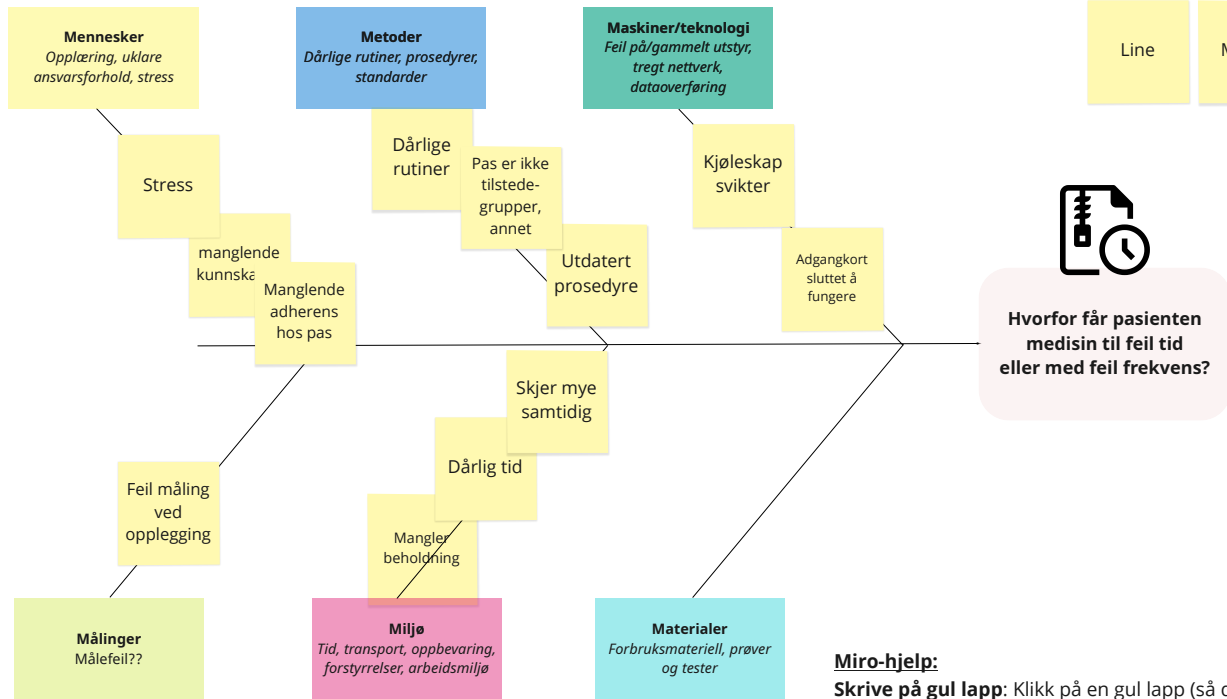 Mennesker
Opplæring, uklare
ansvarsforhold, stress
Metoder
Dårlige rutiner, prosedyrer,
standarder
Maskiner/teknologi
Feil på/gammelt utstyr,
tregt nettverk,
dataoverføring
Line
Stress
manglende
Manglende
adherens
hos pas
Dårlige
rutiner
Pas er ikke
tilstede-
grupper,
annet
Utdatert
prosedyre
Kjøleskap
svikter
Adgangkort
sluttet å
fungere
Hvorfor får pasienten
medisin til feil tid
eller med feil frekvens?
Skjer mye
samtidig
Dårlig tid
Mangler
beholdning
Feil måling
ved
opplegging
Målinger
Målefeil??
Miljø
Tid, transport, oppbevaring,
forstyrrelser, arbeidsmiljø
Materialer
Forbruksmateriell, prøver
og tester
Miro-hjelp:
Skrive på gul lapp: Klikk på en gul lapp (så